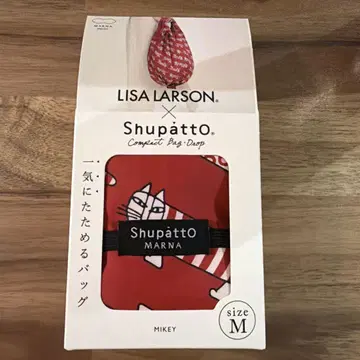 MARNA
LISA LARSON®
×
Shupatto®
Compact Bag・Drop
一気にたためるバッグ
Shupatto
MARNA
MIKEY
size
M